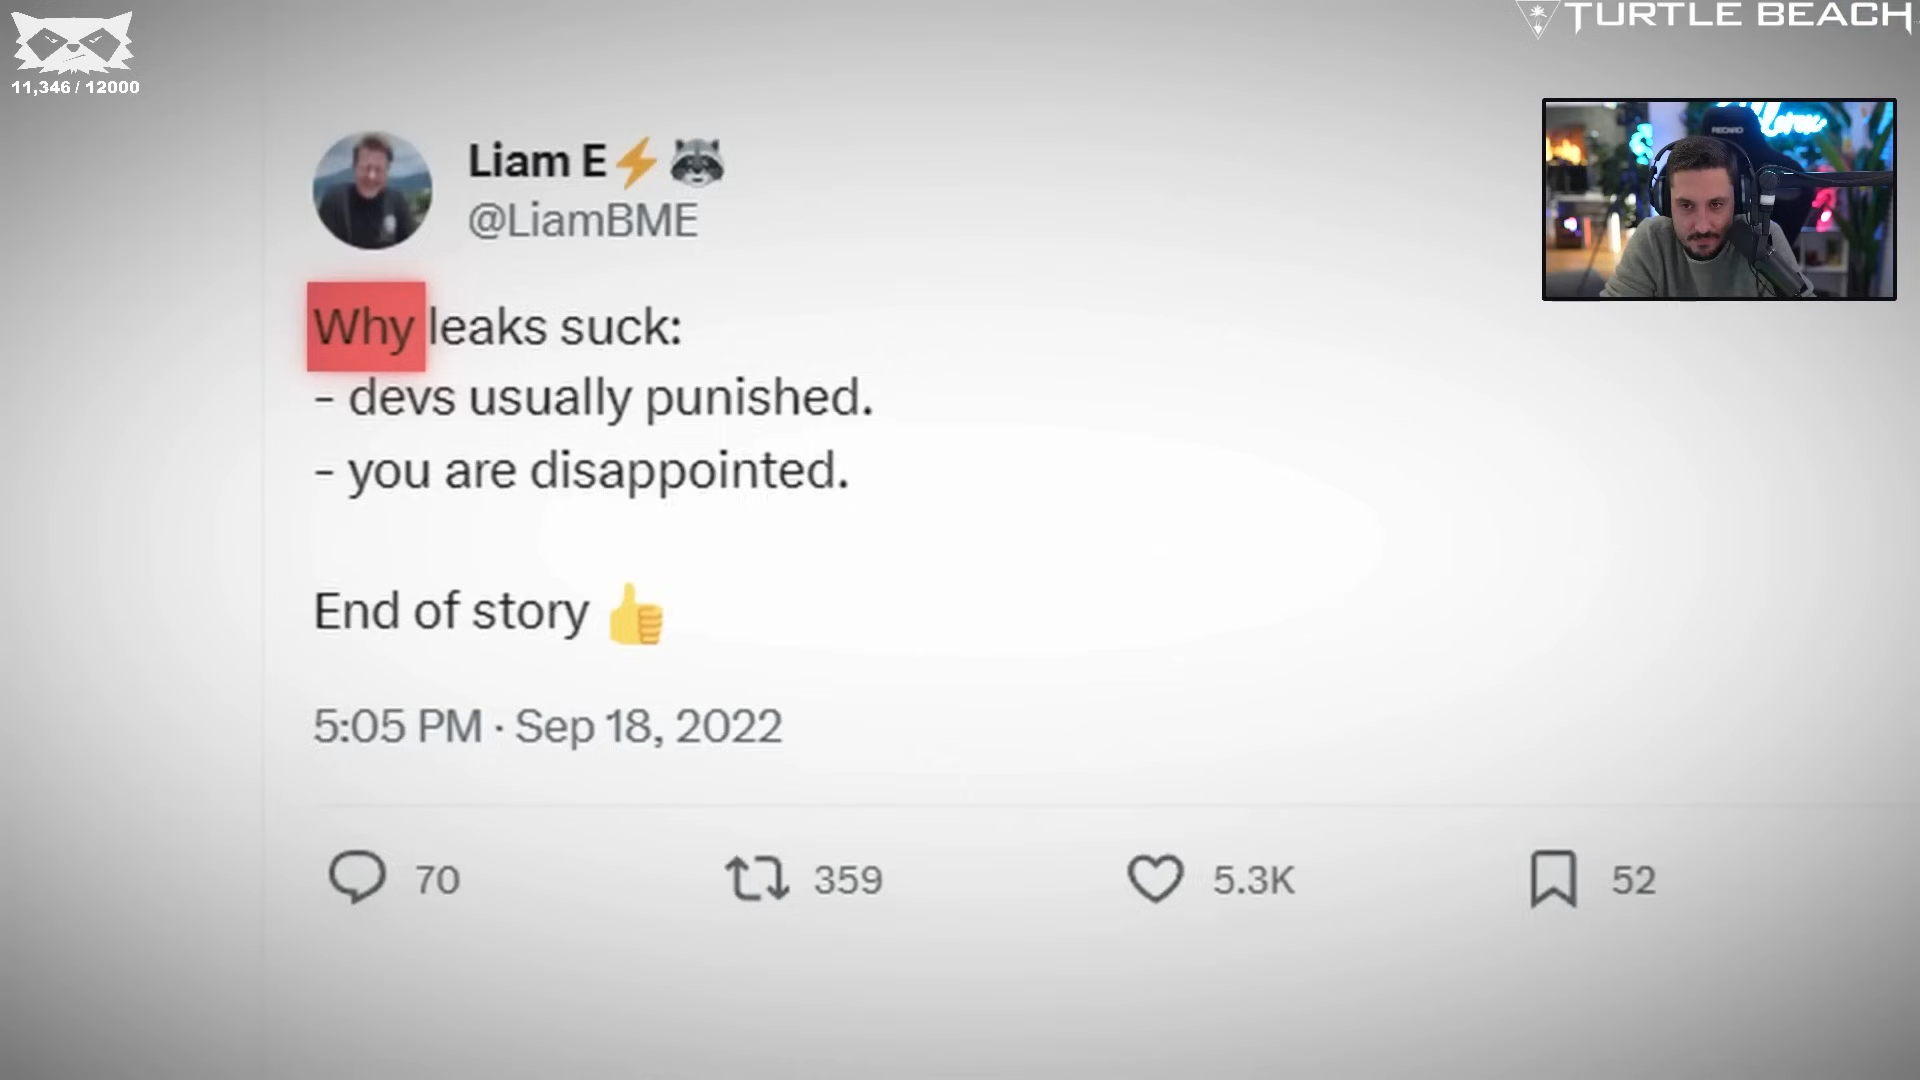 TURTLE BEACH
11,346 / 12000
Liam E⚡🦝
@LiamBME
RECARO
Why leaks suck:
- devs usually punished.
- you are disappointed.
End of story 👍
5:05 PM · Sep 18, 2022
70 359 5.3K 52